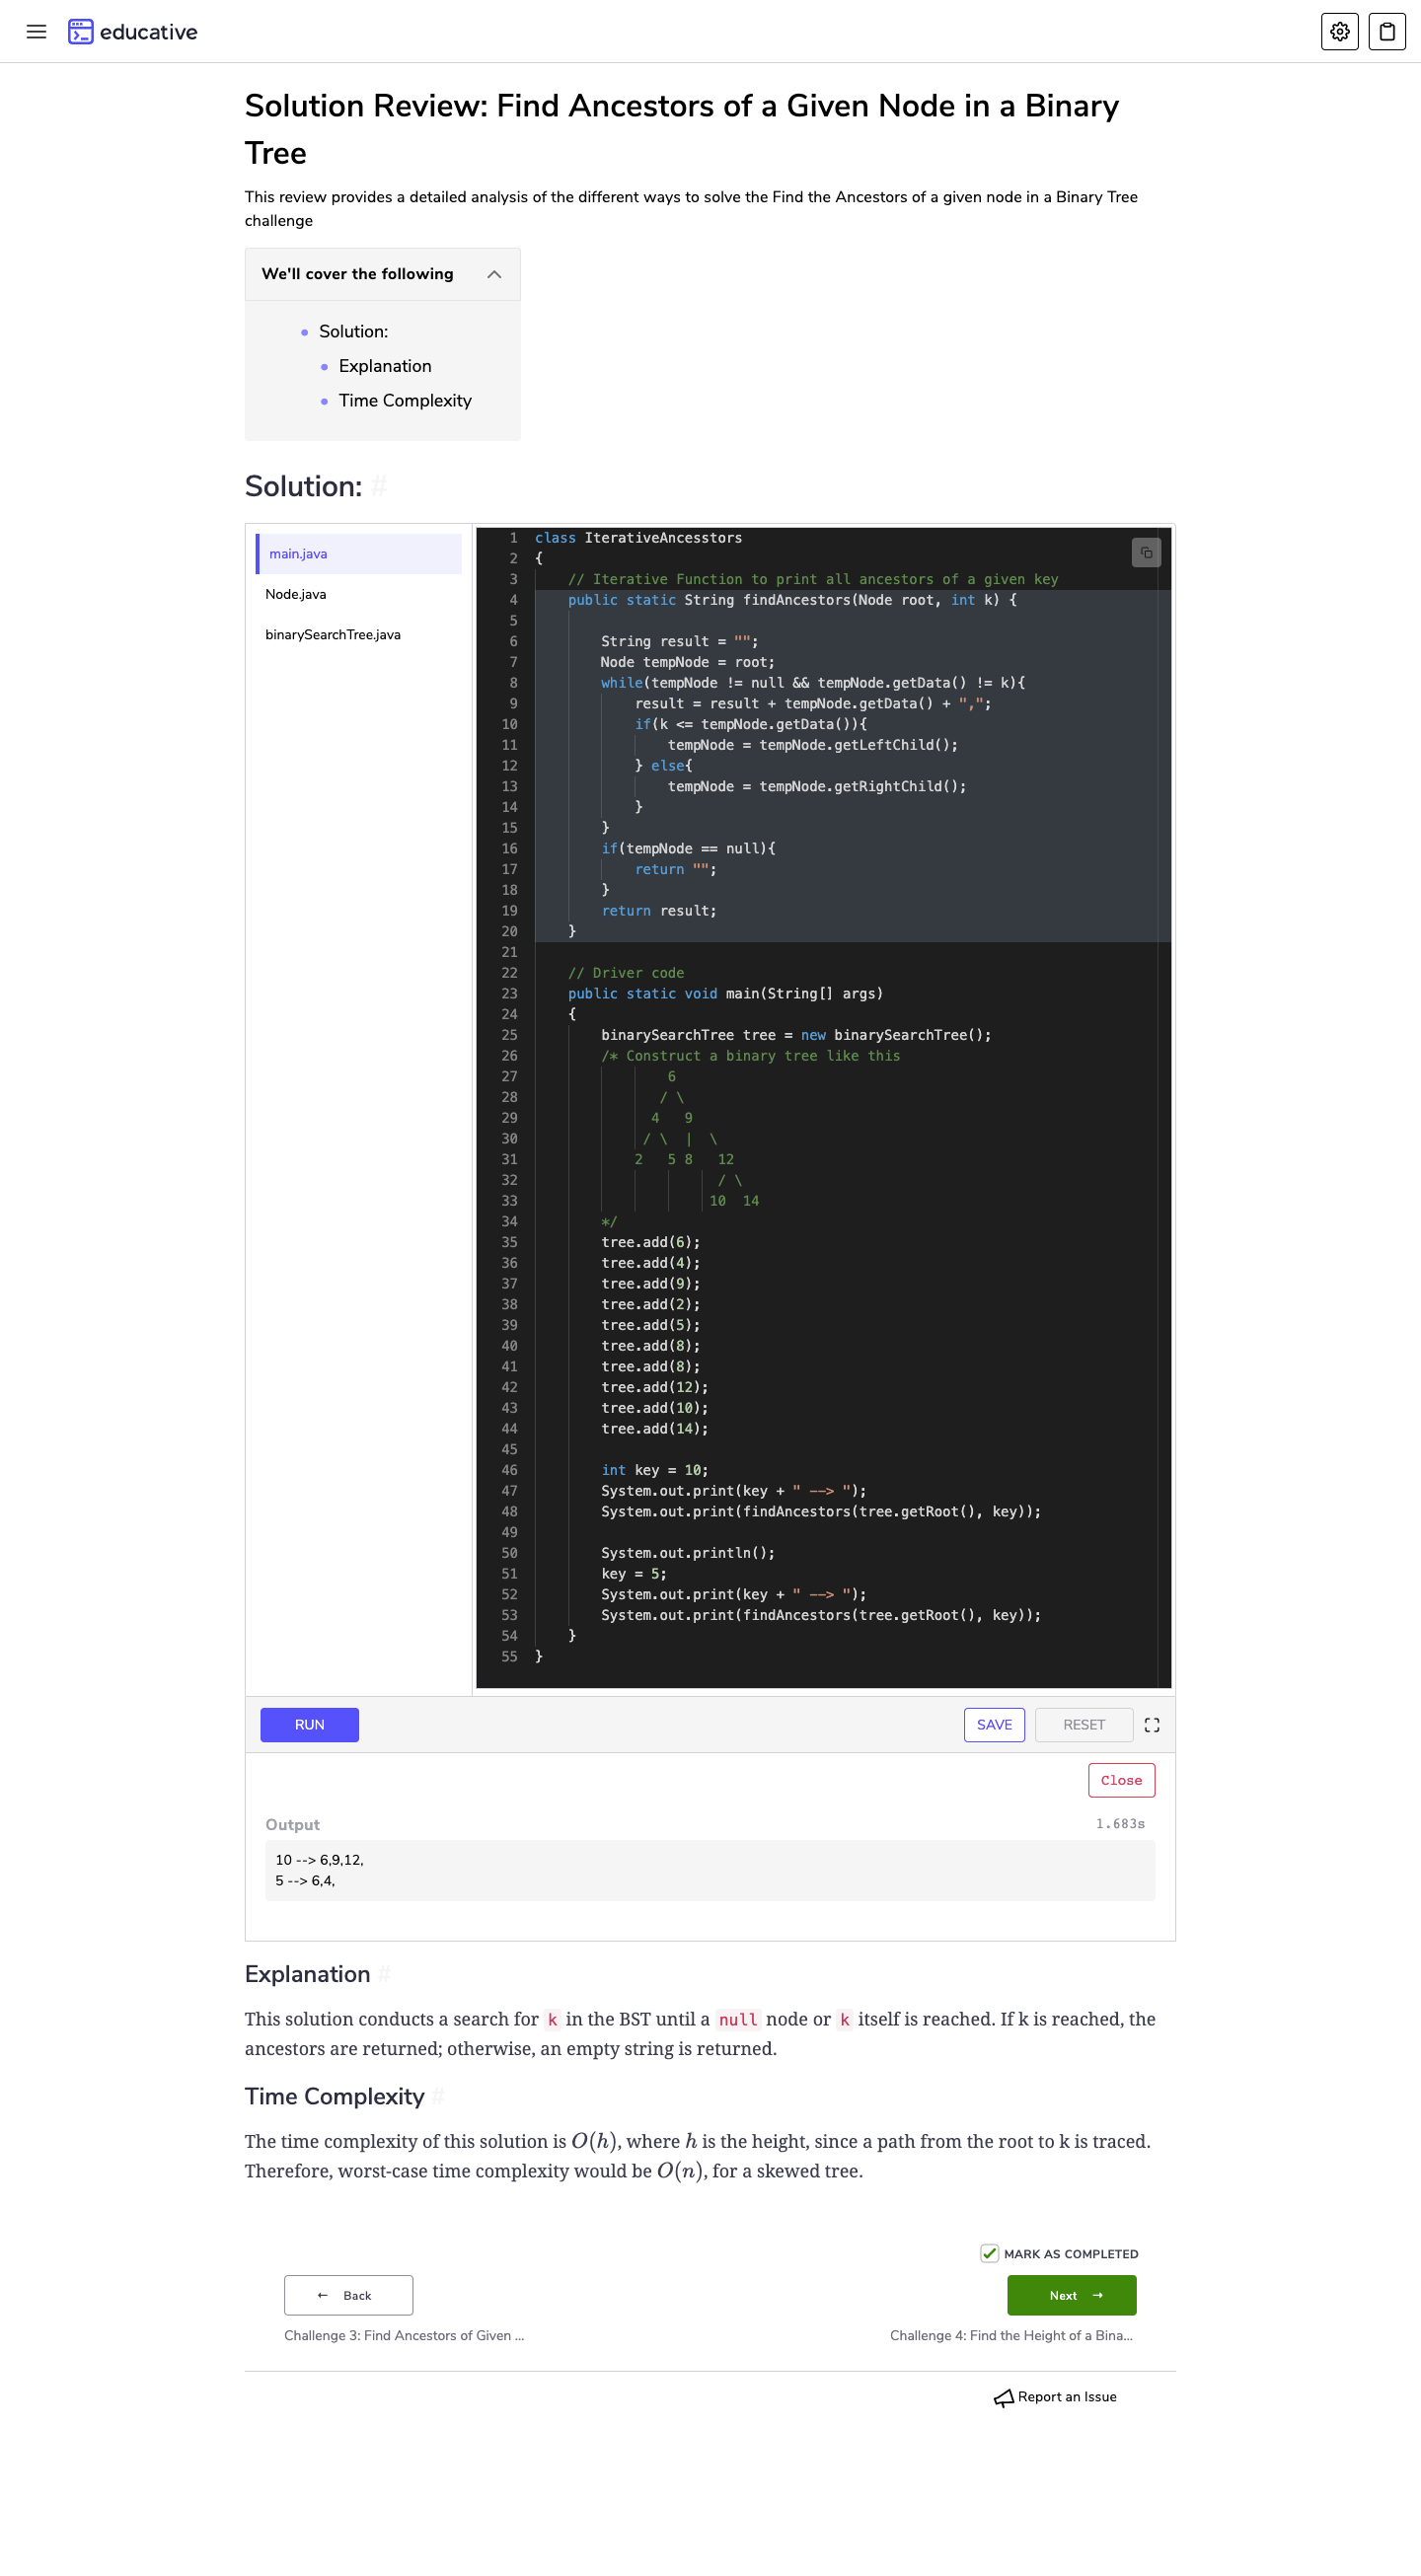 educative
Solution Review: Find Ancestors of a Given Node in a Binary
Tree
This review provides a detailed analysis of the different ways to solve the Find the Ancestors of a given node in a Binary Tree
challenge
We'll cover the following
Solution:
Explanation
Time Complexity
Solution: #
main.java
Node.java
binarySearchTree.java
1 class IterativeAncesstors
2 {
3     // Iterative Function to print all ancestors of a given key
4     public static String findAncestors(Node root, int k) {
5
6         String result = "";
7         Node tempNode = root;
8         while(tempNode != null && tempNode.getData() != k){
9             result = result + tempNode.getData() + ",";
10             if(k <= tempNode.getData()){
11                 tempNode = tempNode.getLeftChild();
12             } else{
13                 tempNode = tempNode.getRightChild();
14             }
15         }
16         if(tempNode == null){
17             return "";
18         }
19         return result;
20     }
21
22     // Driver code
23     public static void main(String[] args)
24     {
25         binarySearchTree tree = new binarySearchTree();
26         /* Construct a binary tree like this
27                 6
28                / \
29               4   9
30              / \  |  \
31             2   5 8   12
32                       / \
33                      10  14
34         */
35         tree.add(6);
36         tree.add(4);
37         tree.add(9);
38         tree.add(2);
39         tree.add(5);
40         tree.add(8);
41         tree.add(8);
42         tree.add(12);
43         tree.add(10);
44         tree.add(14);
45
46         int key = 10;
47         System.out.print(key + " --> ");
48         System.out.print(findAncestors(tree.getRoot(), key));
49
50         System.out.println();
51         key = 5;
52         System.out.print(key + " --> ");
53         System.out.print(findAncestors(tree.getRoot(), key));
54     }
55 }
RUN SAVE RESET
Close
Output 1.683s
10 --> 6,9,12,
5 --> 6,4,
Explanation #
This solution conducts a search for k in the BST until a null node or k itself is reached. If k is reached, the
ancestors are returned; otherwise, an empty string is returned.
Time Complexity #
The time complexity of this solution is O(h), where h is the height, since a path from the root to k is traced.
Therefore, worst-case time complexity would be O(n), for a skewed tree.
MARK AS COMPLETED
← Back Next →
Challenge 3: Find Ancestors of Given ... Challenge 4: Find the Height of a Bina...
Report an Issue